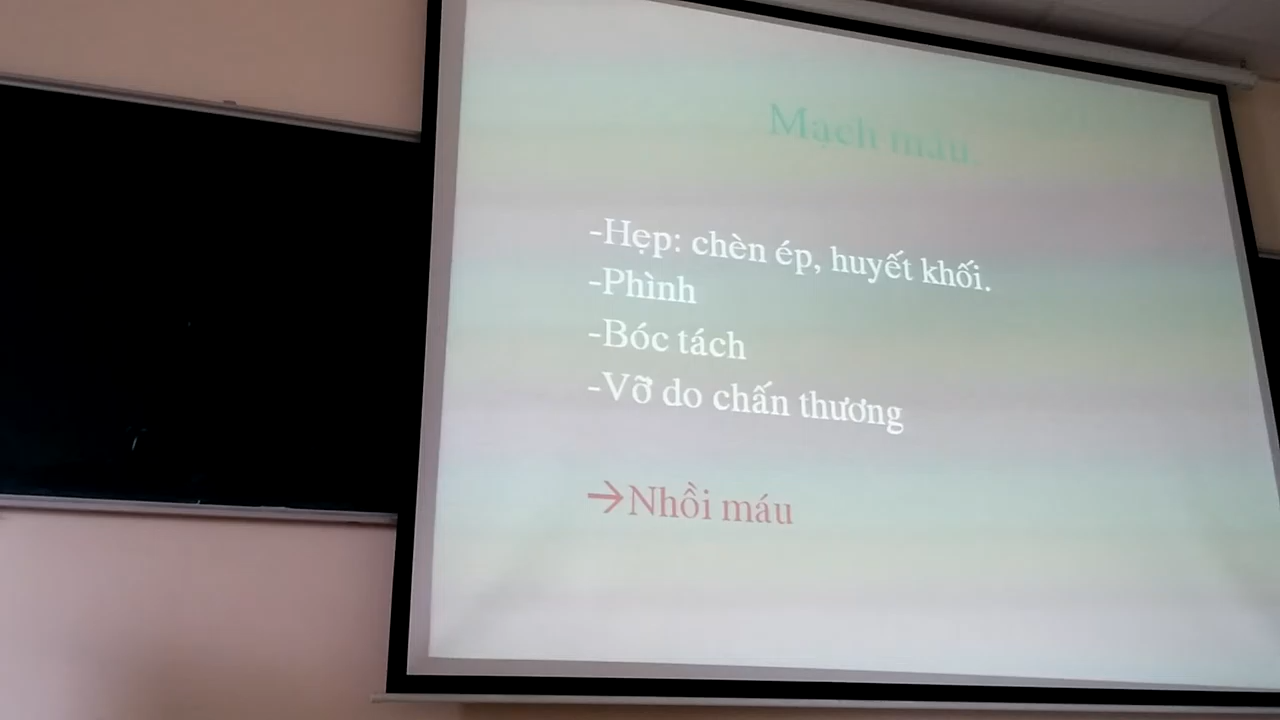 Mạch máu.
-Hẹp: chèn ép, huyết khối.
-Phình
-Bóc tách
-Vỡ do chấn thương
→Nhồi máu